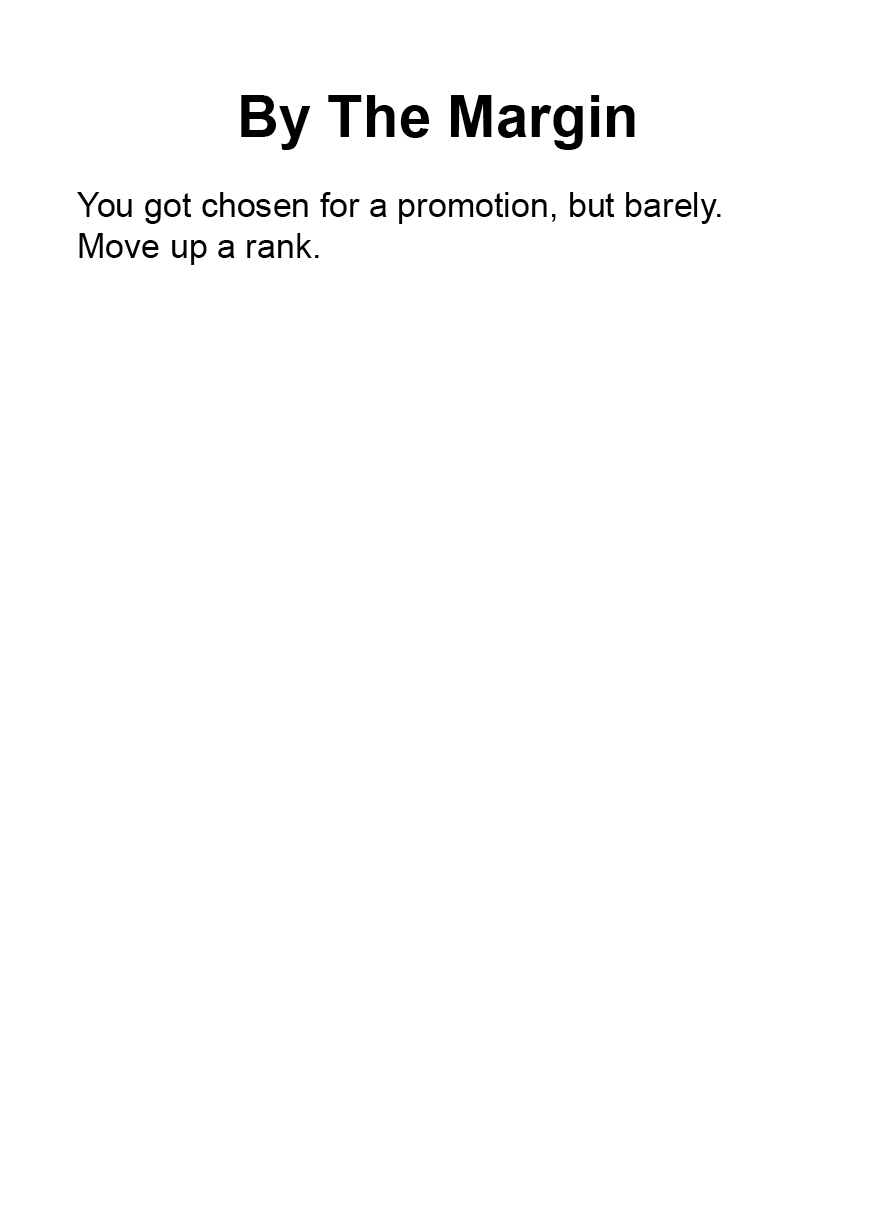 By The Margin
You got chosen for a promotion, but barely.
Move up a rank.